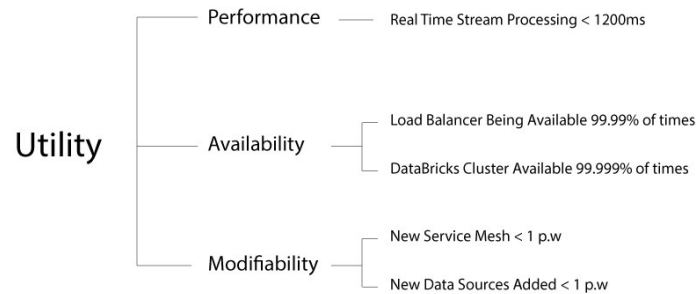 Utility
Performance
Real Time Stream Processing < 1200ms
Availability
Load Balancer Being Available 99.99% of times
DataBricks Cluster Available 99.999% of times
Modifiability
New Service Mesh < 1 p.w
New Data Sources Added < 1 p.w